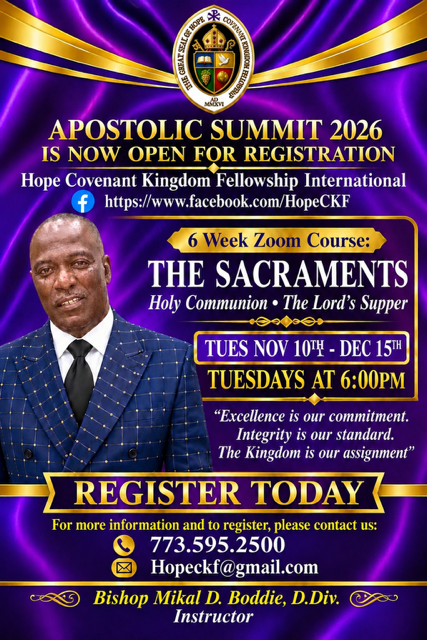 THE GREAT SEAL OF HOPE COVENANT KINGDOM FELLOWSHIP
AD
MMXVI
APOSTOLIC SUMMIT 2026
IS NOW OPEN FOR REGISTRATION
Hope Covenant Kingdom Fellowship International
f https://www.facebook.com/HopeCKF
6 Week Zoom Course:
THE SACRAMENTS
Holy Communion • The Lord's Supper
TUES NOV 10TH - DEC 15TH
TUESDAYS AT 6:00PM
"Excellence is our commitment.
Integrity is our standard.
The Kingdom is our assignment"
REGISTER TODAY
For more information and to register, please contact us:
773.595.2500
Hopeckf@gmail.com
Bishop Mikal D. Boddie, D.Div.
Instructor